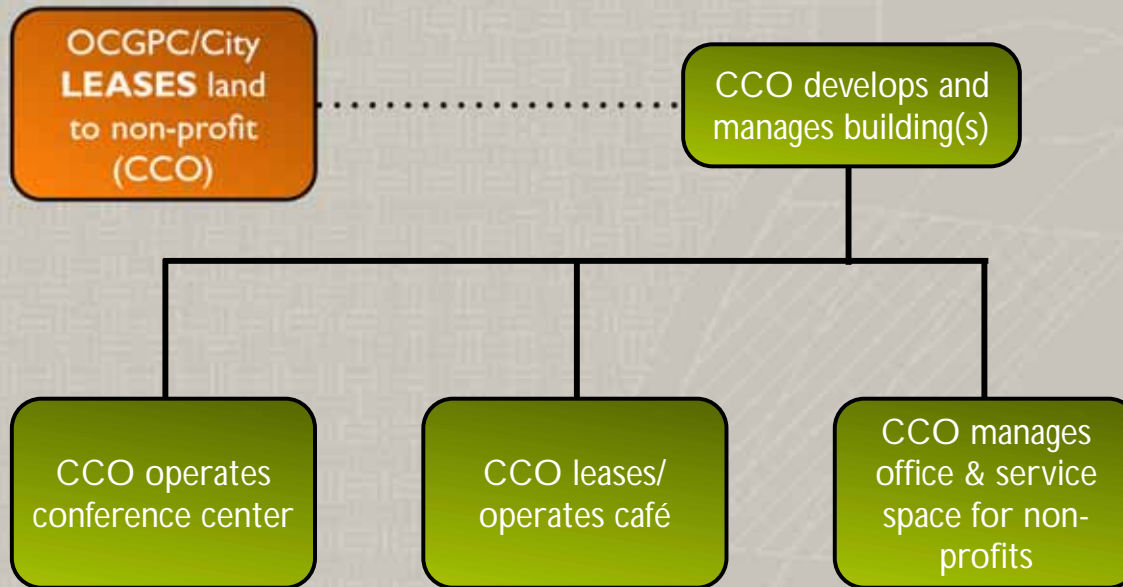 OCGPC/City
LEASES land
to non-profit
(CCO)
CCO develops and
manages building(s)
CCO operates
conference center
CCO leases/
operates café
CCO manages
office & service
space for non-
profits